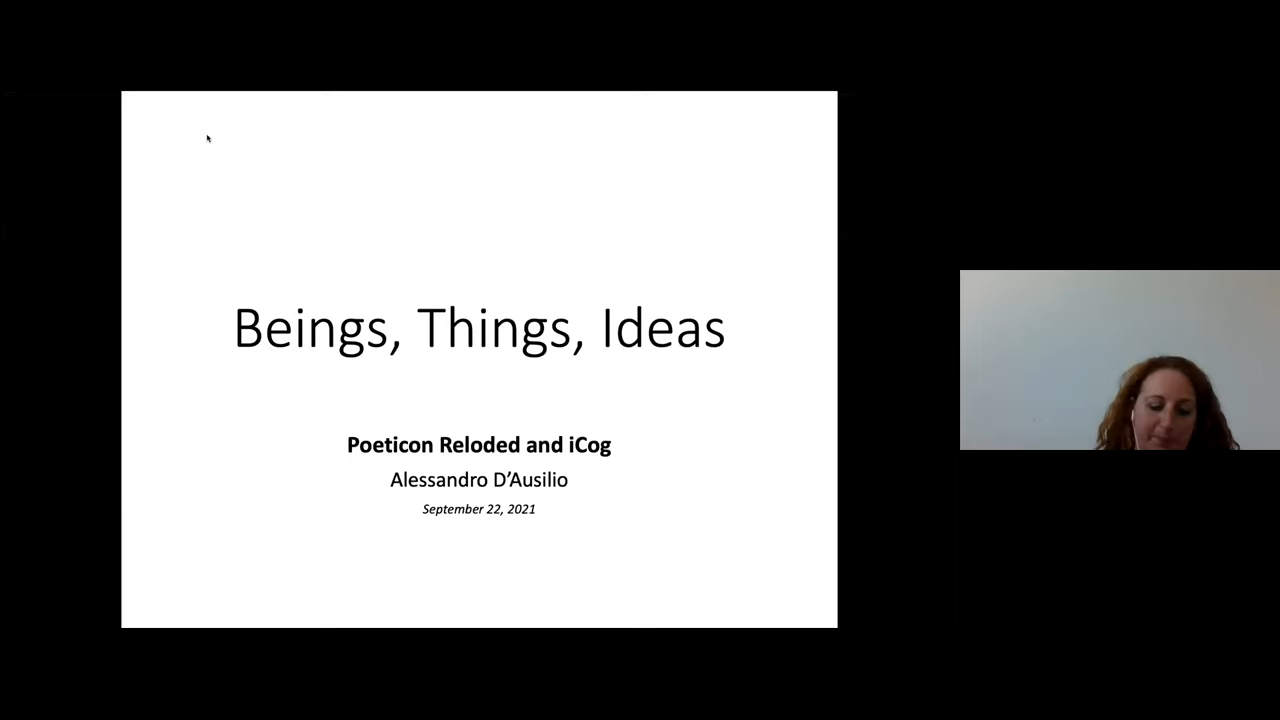 Beings, Things, Ideas
Poeticon Reloded and iCog
Alessandro D’Ausilio
September 22, 2021